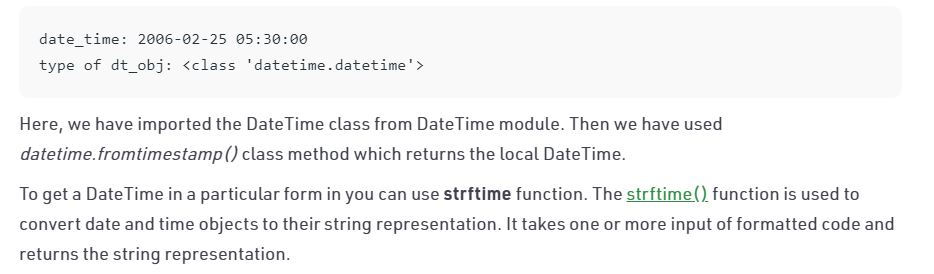 date_time: 2006-02-25 05:30:00
type of dt_obj: <class 'datetime.datetime'>
Here, we have imported the DateTime class from DateTime module. Then we have used
datetime.fromtimestamp() class method which returns the local DateTime.
To get a DateTime in a particular form in you can use strftime function. The strftime() function is used to
convert date and time objects to their string representation. It takes one or more input of formatted code and
returns the string representation.